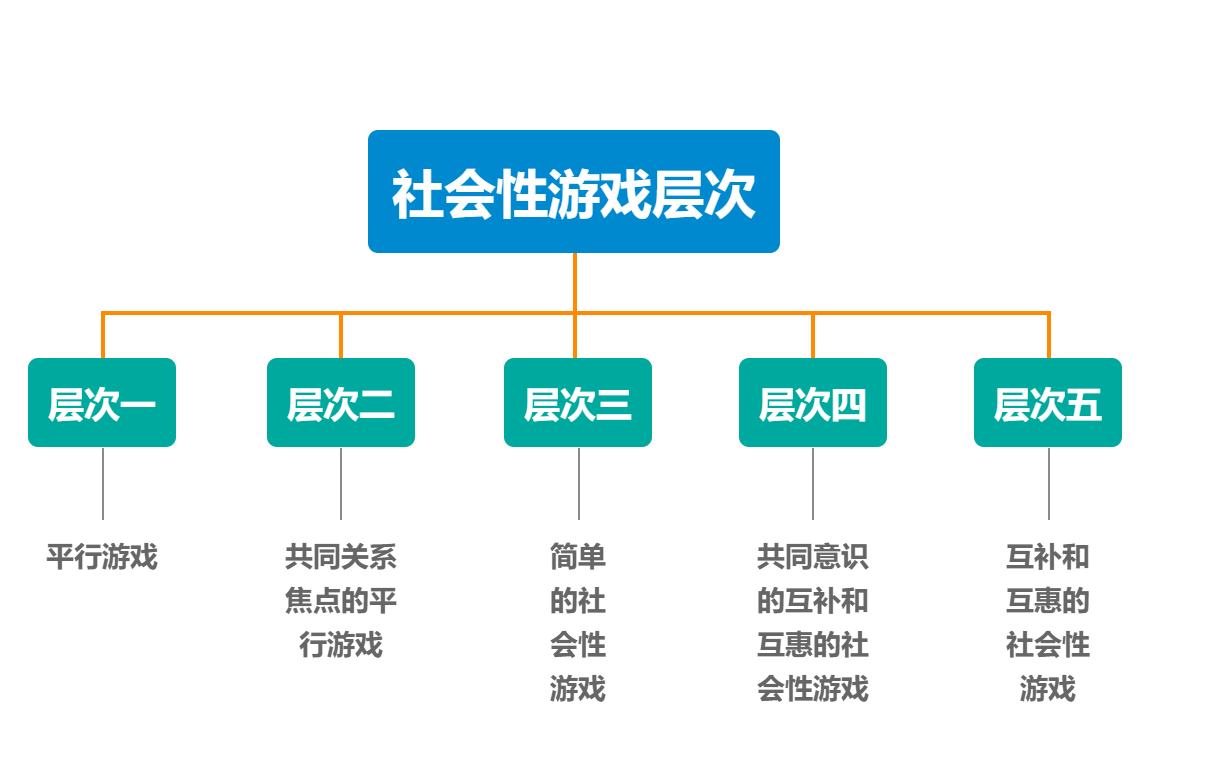 社会性游戏层次
层次一
层次二
层次三
层次四
层次五
平行游戏
共同关系
焦点的平
行游戏
简单
的社
会性
游戏
共同意识
的互补和
互惠的社
会性游戏
互补和
互惠的
社会性
游戏